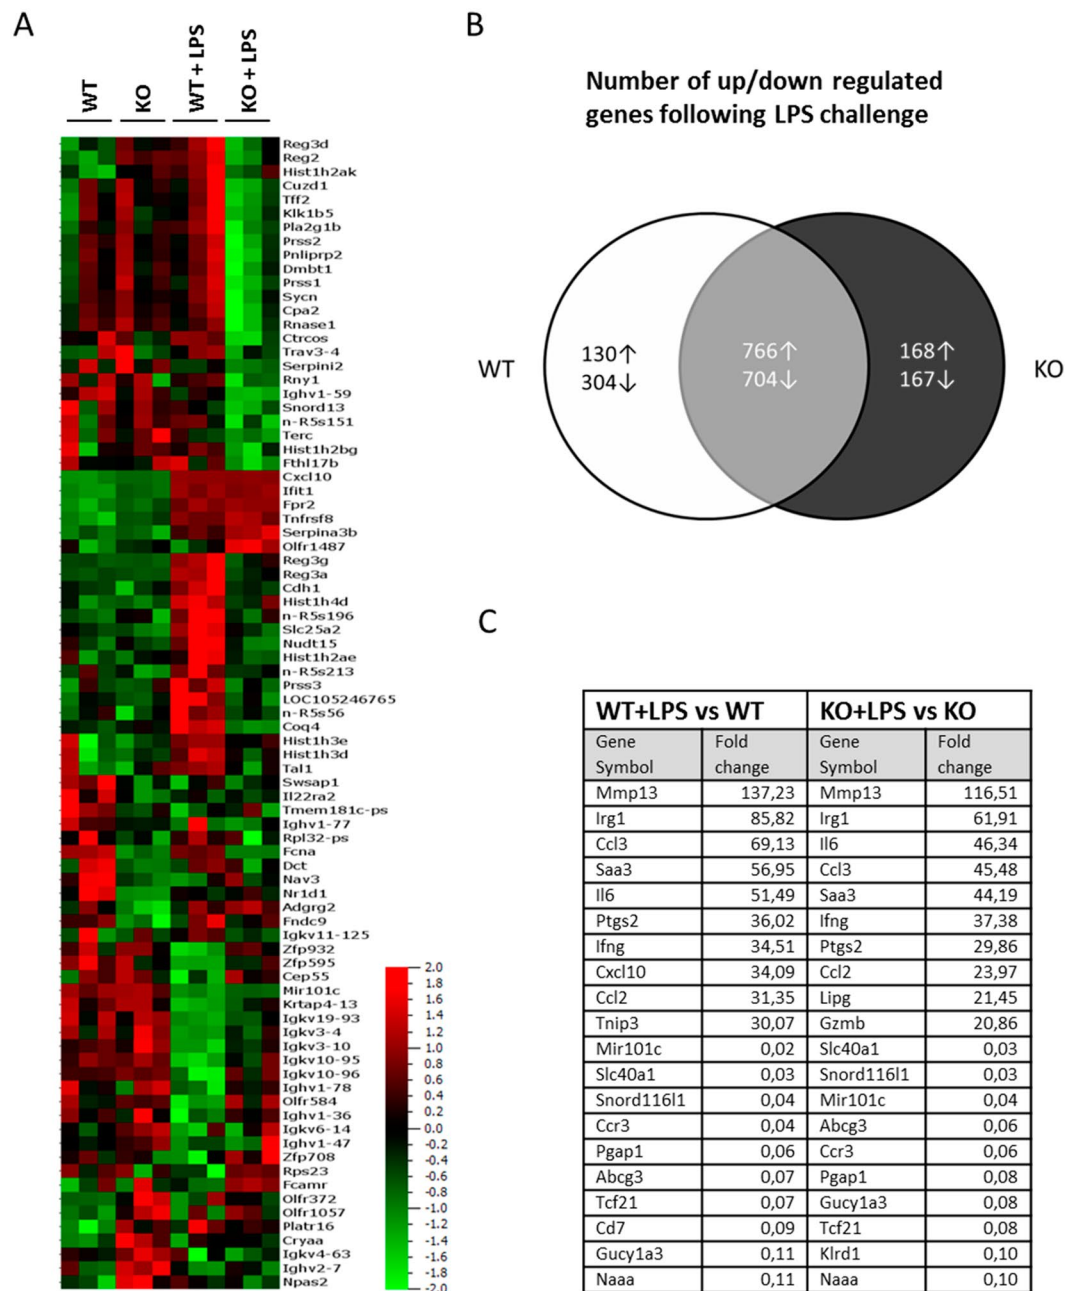 A
WT
KO
WT + LPS
KO + LPS
Reg3d
Reg2
Hist1h2ak
Cuzd1
Tff2
Klk1b5
Pla2g1b
Prss2
Pnliprp2
Dmbt1
Prss1
Sycn
Cpa2
Rnase1
Ctrcos
Trav3-4
Serpini2
Rny1
Ighv1-59
Snord13
n-R5s151
Terc
Hist1h2bg
Fthl17b
Cxcl10
Ifit1
Fpr2
Tnfrsf8
Serpina3b
Olfr1487
Reg3g
Reg3a
Cdh1
Hist1h4d
n-R5s196
Slc25a2
Nudt15
Hist1h2ae
n-R5s213
Prss3
LOC105246765
n-R5s56
Coq4
Hist1h3e
Hist1h3d
Tal1
Swsap1
Il22ra2
Tmem181c-ps
Ighv1-77
Rpl32-ps
Fcna
Dct
Nav3
Nr1d1
Adgrg2
Fndc9
Igkv11-125
Zfp932
Zfp595
Cep55
Mir101c
Krtap4-13
Igkv19-93
Igkv3-4
Igkv3-10
Igkv10-95
Igkv10-96
Ighv1-78
Olfr584
Ighv1-36
Igkv6-14
Ighv1-47
Zfp708
Rps23
Fcamr
Olfr372
Olfr1057
Platr16
Cryaa
Igkv4-63
Ighv2-7
Npas2
2.0
1.8
1.6
1.4
1.2
1.0
0.8
0.6
0.4
0.2
0.0
-0.2
-0.4
-0.6
-0.8
-1.0
-1.2
-1.4
-1.6
-1.8
-2.0
B
Number of up/down regulated
genes following LPS challenge
WT
130↑
304↓
766↑
704↓
168↑
167↓
KO
C
WT+LPS vs WT KO+LPS vs KO
Gene Symbol Fold change Gene Symbol Fold change
Mmp13 137,23 Mmp13 116,51
Irg1 85,82 Irg1 61,91
Ccl3 69,13 Il6 46,34
Saa3 56,95 Ccl3 45,48
Il6 51,49 Saa3 44,19
Ptgs2 36,02 Ifng 37,38
Ifng 34,51 Ptgs2 29,86
Cxcl10 34,09 Ccl2 23,97
Ccl2 31,35 Lipg 21,45
Tnip3 30,07 Gzmb 20,86
Mir101c 0,02 Slc40a1 0,03
Slc40a1 0,03 Snord116l1 0,03
Snord116l1 0,04 Mir101c 0,04
Ccr3 0,04 Abcg3 0,06
Pgap1 0,06 Ccr3 0,06
Abcg3 0,07 Pgap1 0,08
Tcf21 0,07 Gucy1a3 0,08
Cd7 0,09 Tcf21 0,08
Gucy1a3 0,11 Klrd1 0,10
Naaa 0,11 Naaa 0,10